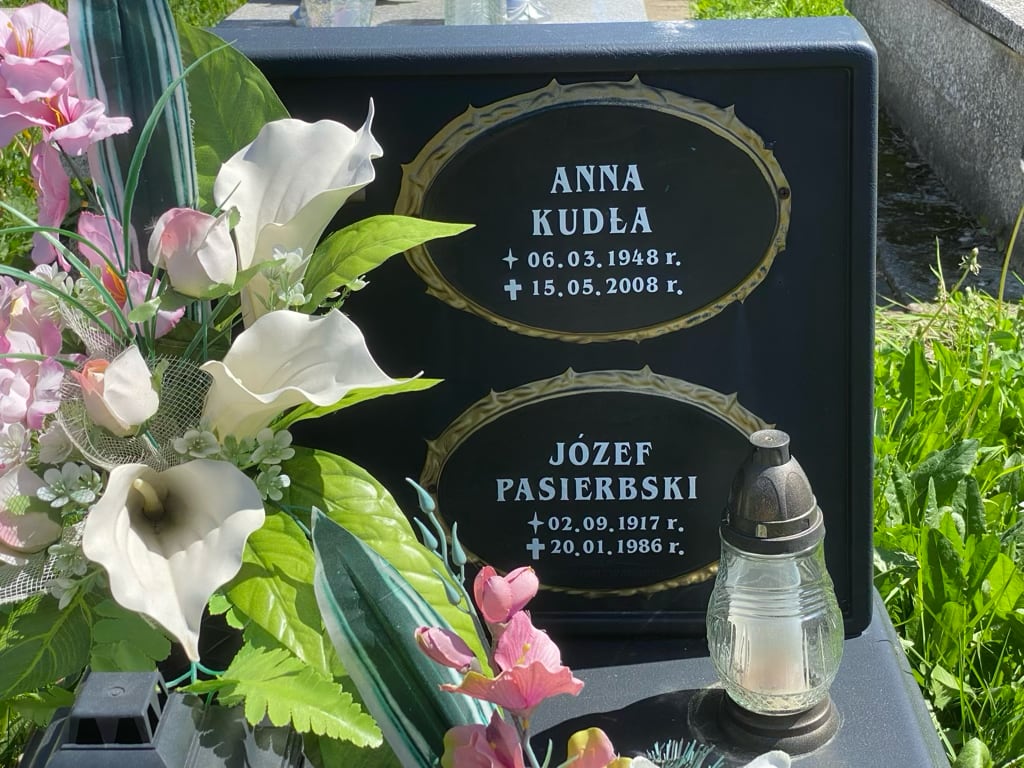 ANNA
KUDŁA
06.03.1948 r.
15.05.2008 r.
JÓZEF
PASIERBSKI
02.09.1917 r.
20.01.1986 r.